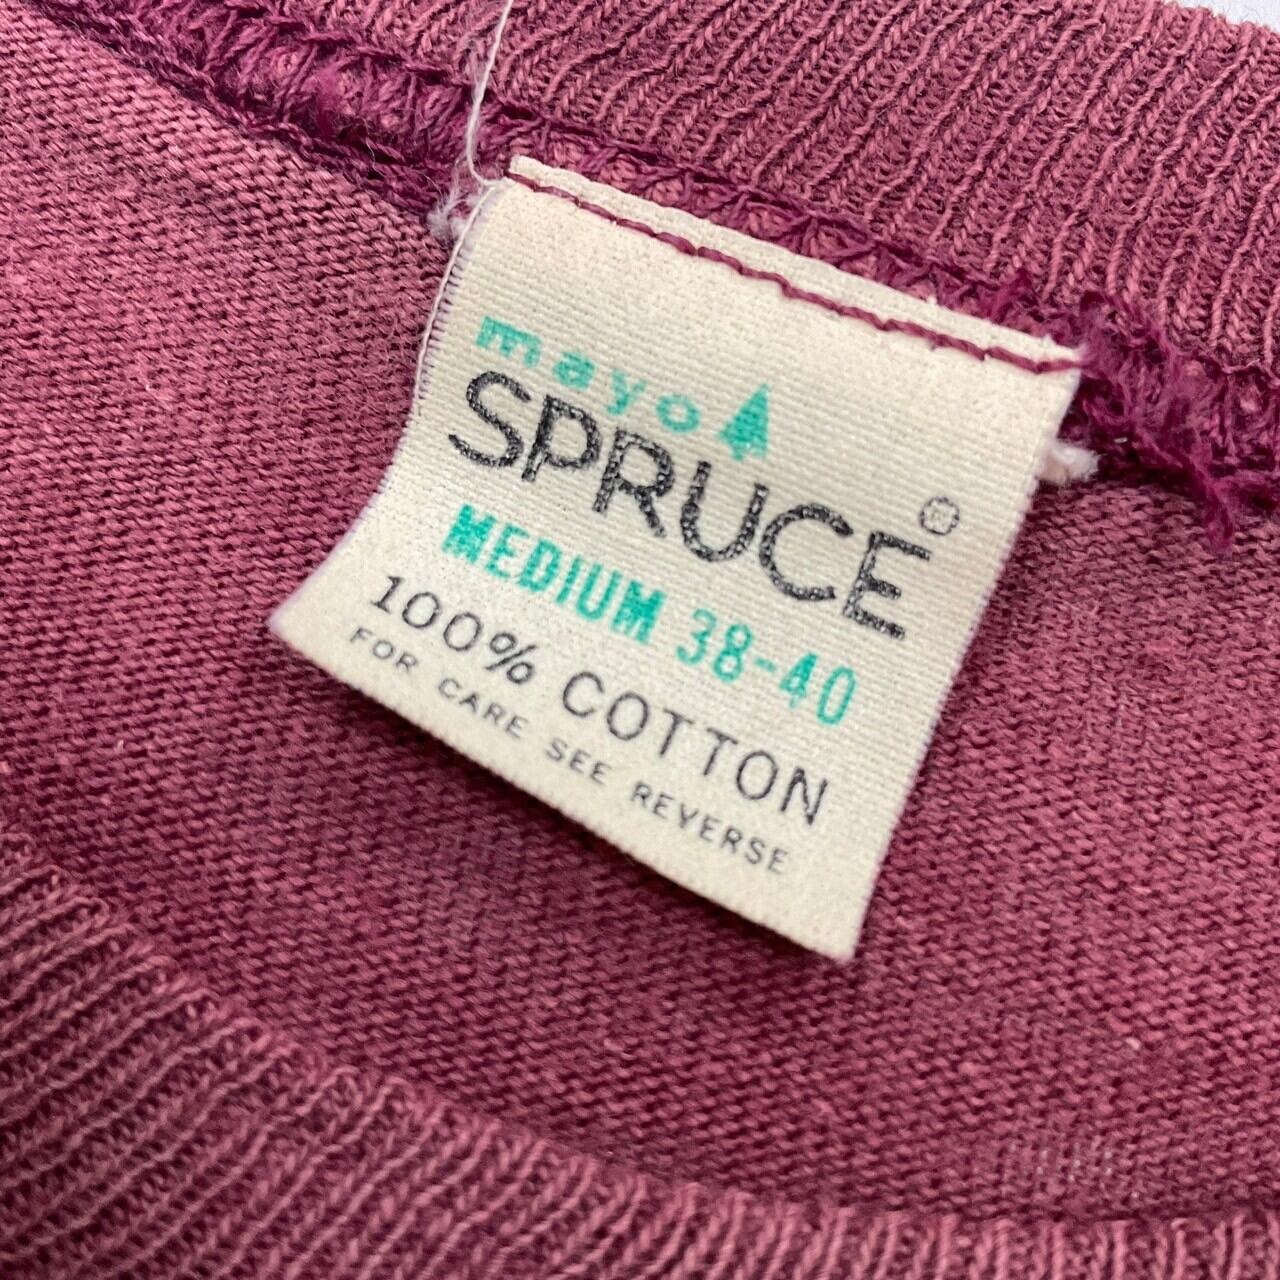 mayo
SPRUCE®
MEDIUM 38-40
100% COTTON
FOR CARE SEE REVERSE